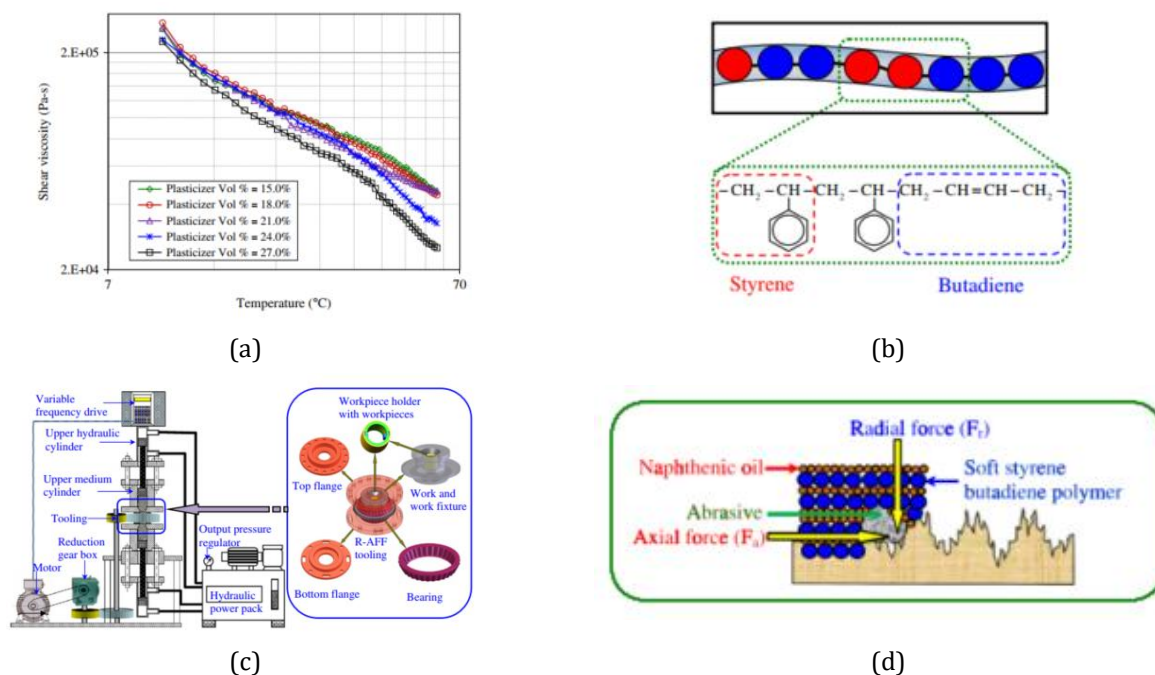 2.E+05
Shear viscosity (Pa-s)
Plasticizer Vol % = 15.0%
Plasticizer Vol % = 18.0%
Plasticizer Vol % = 21.0%
Plasticizer Vol % = 24.0%
Plasticizer Vol % = 27.0%
2.E+04
7
70
Temperature (°C)
(a)
-CH₂-CH-CH₂-CH-CH₂-CH=CH-CH₂-
Styrene
Butadiene
(b)
Variable
frequency drive
Upper hydraulic
cylinder
Upper medium
cylinder
Tooling
Reduction
gear box
Motor
Output pressure
regulator
Hydraulic
power pack
Workpiece holder
with workpieces
Top flange
Work and
work fixture
R-AFF
tooling
Bottom flange
Bearing
(c)
Radial force (Fᵣ)
Naphthenic oil
Soft styrene
butadiene polymer
Abrasive
Axial force (Fₐ)
(d)